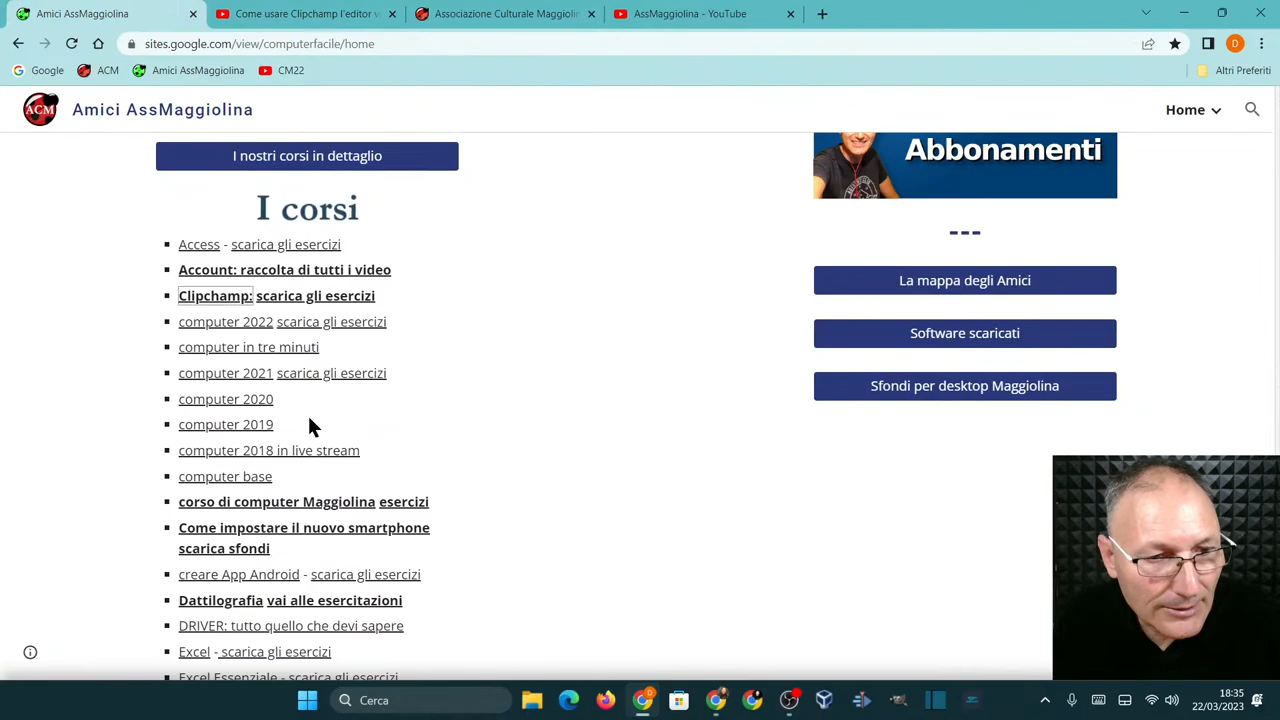 Amici AssMaggiolina
Come usare Clipchamp l'editor v
Associazione Culturale Maggiolin
AssMaggiolina - YouTube
sites.google.com/view/computerfacile/home
D
Google
ACM
Amici AssMaggiolina
CM22
Altri Preferiti
ACM
Amici AssMaggiolina
Home
I nostri corsi in dettaglio
Abbonamenti
I corsi
---
Access - scarica gli esercizi
Account: raccolta di tutti i video
Clipchamp: scarica gli esercizi
computer 2022 scarica gli esercizi
computer in tre minuti
computer 2021 scarica gli esercizi
computer 2020
computer 2019
computer 2018 in live stream
computer base
corso di computer Maggiolina esercizi
Come impostare il nuovo smartphone
scarica sfondi
creare App Android - scarica gli esercizi
Dattilografia vai alle esercitazioni
DRIVER: tutto quello che devi sapere
Excel - scarica gli esercizi
Excel Essenziale - scarica gli esercizi
La mappa degli Amici
Software scaricati
Sfondi per desktop Maggiolina
Cerca
18:35
22/03/2023